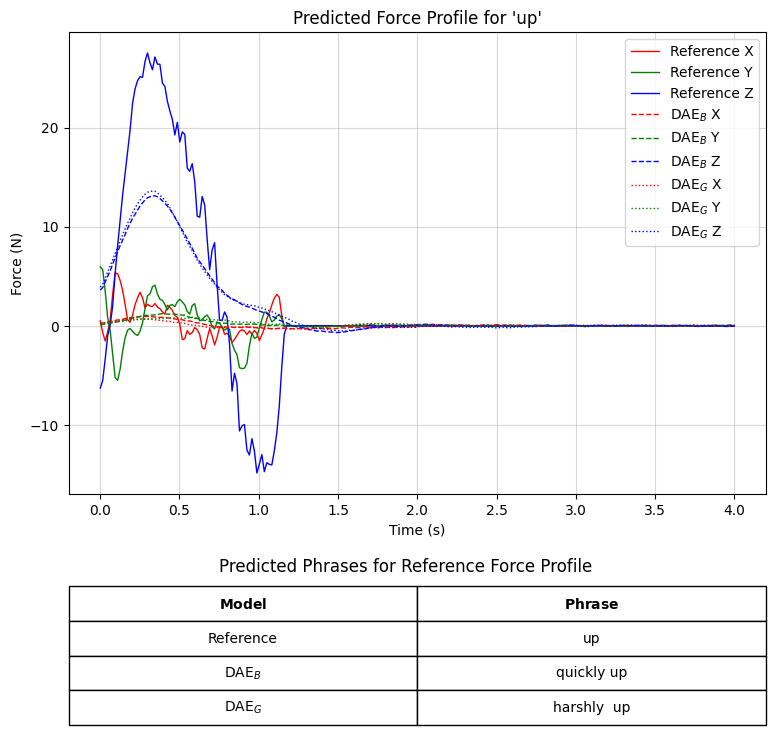 Predicted Force Profile for 'up'
Force (N)
20
10
0
−10
Reference X
Reference Y
Reference Z
DAE_B X
DAE_B Y
DAE_B Z
DAE_G X
DAE_G Y
DAE_G Z
0.0 0.5 1.0 1.5 2.0 2.5 3.0 3.5 4.0
Time (s)
Predicted Phrases for Reference Force Profile
Model Phrase
Reference up
DAE_B quickly up
DAE_G harshly  up